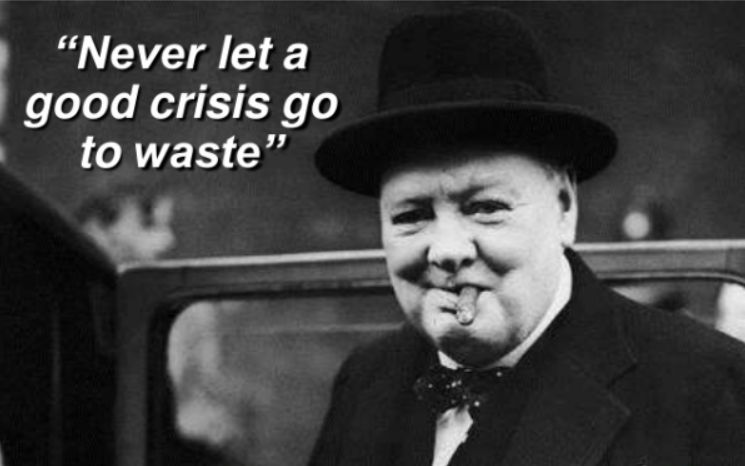 “Never let a
good crisis go
to waste”